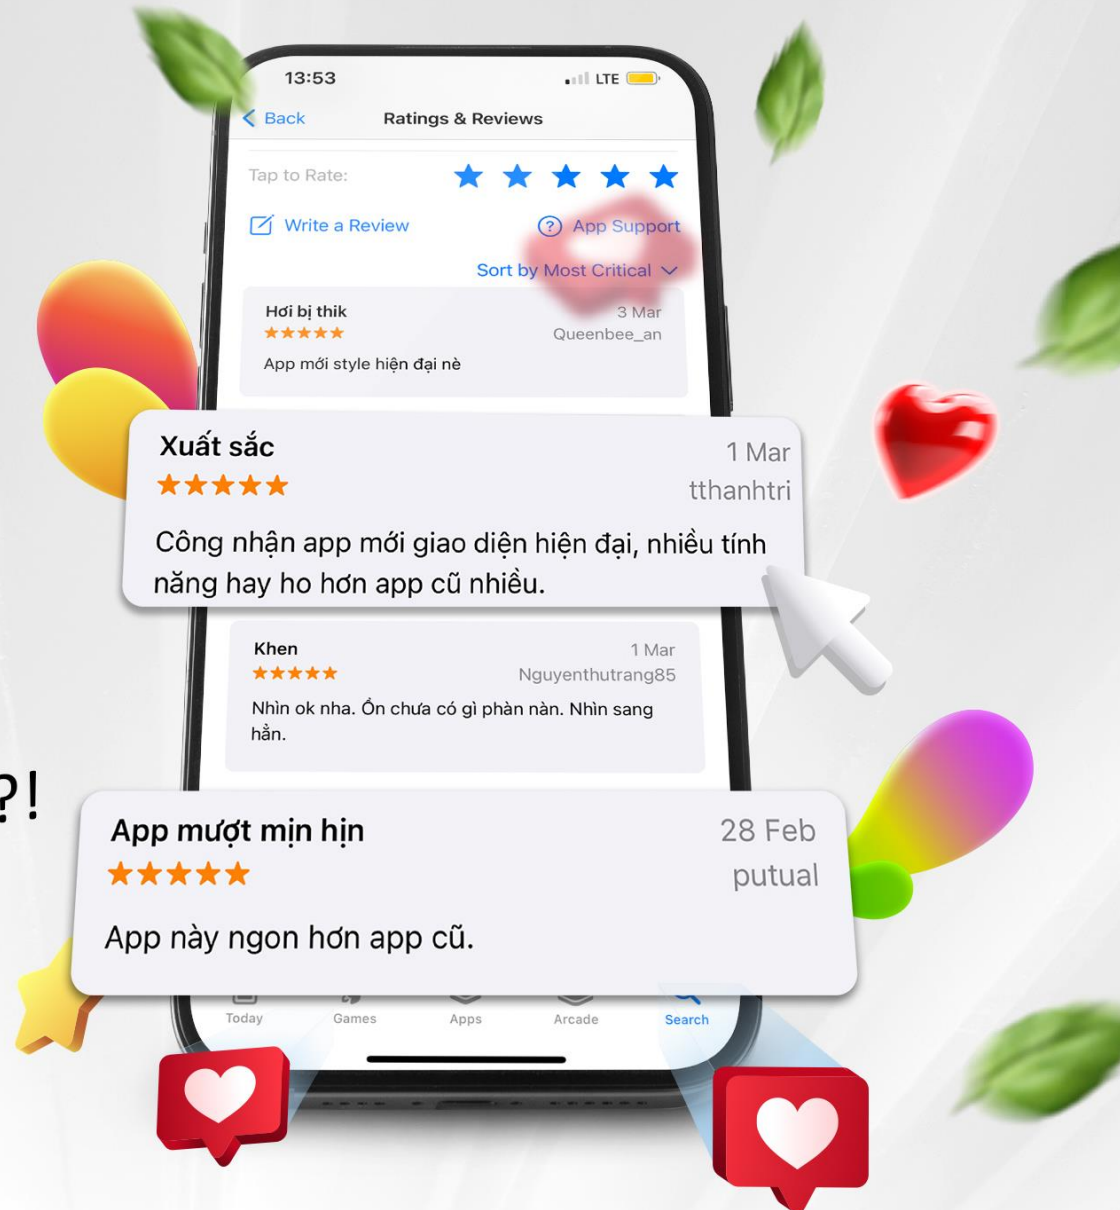 13:53
LTE
Back
Ratings & Reviews
Tap to Rate:
Write a Review
App Support
Sort by Most Critical
Hơi bị thik
3 Mar
Queenbee_an
App mới style hiện đại nè
Xuất sắc
1 Mar
tthanhtri
Công nhận app mới giao diện hiện đại, nhiều tính
năng hay ho hơn app cũ nhiều.
Khen
1 Mar
Nguyenthutrang85
Nhìn ok nha. Ổn chưa có gì phàn nàn. Nhìn sang
hẳn.
?!
App mượt mịn hịn
28 Feb
putual
App này ngon hơn app cũ.
Today
Games
Apps
Arcade
Search